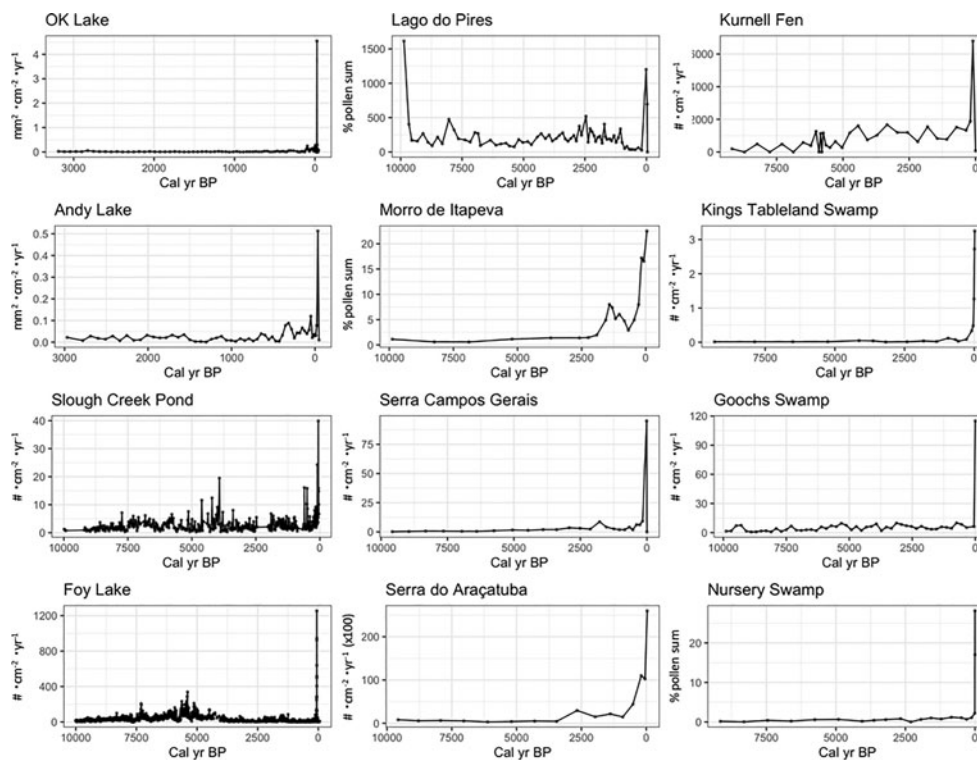 OK Lake
mm² •cm⁻² •yr⁻¹
4
3
2
1
0
3000 2000 1000 0
Cal yr BP
Lago do Pires
% pollen sum
1500
1000
500
0
10000 7500 5000 2500 0
Cal yr BP
Kurnell Fen
# •cm⁻² •yr⁻¹
6000
2000
0
7500 5000 2500 0
Cal yr BP
Andy Lake
mm² •cm⁻² •yr⁻¹
0.5
0.4
0.3
0.2
0.1
0.0
3000 2000 1000 0
Cal yr BP
Morro de Itapeva
% pollen sum
20
15
10
5
0
10000 7500 5000 2500 0
Cal yr BP
Kings Tableland Swamp
# •cm⁻² •yr⁻¹
3
2
1
0
7500 5000 2500 0
Cal yr BP
Slough Creek Pond
# •cm⁻² •yr⁻¹
40
30
20
10
0
10000 7500 5000 2500 0
Cal yr BP
Serra Campos Gerais
# •cm⁻² •yr⁻¹
75
50
25
0
10000 7500 5000 2500 0
Cal yr BP
Goochs Swamp
# •cm⁻² •yr⁻¹
120
90
60
30
0
10000 7500 5000 2500 0
Cal yr BP
Foy Lake
# •cm⁻² •yr⁻¹
1200
800
400
0
10000 7500 5000 2500 0
Cal yr BP
Serra do Araçatuba
# •cm⁻² •yr⁻¹ (x100)
200
100
0
10000 7500 5000 2500 0
Cal yr BP
Nursery Swamp
%pollen sum
20
10
0
7500 5000 2500 0
Cal yr BP